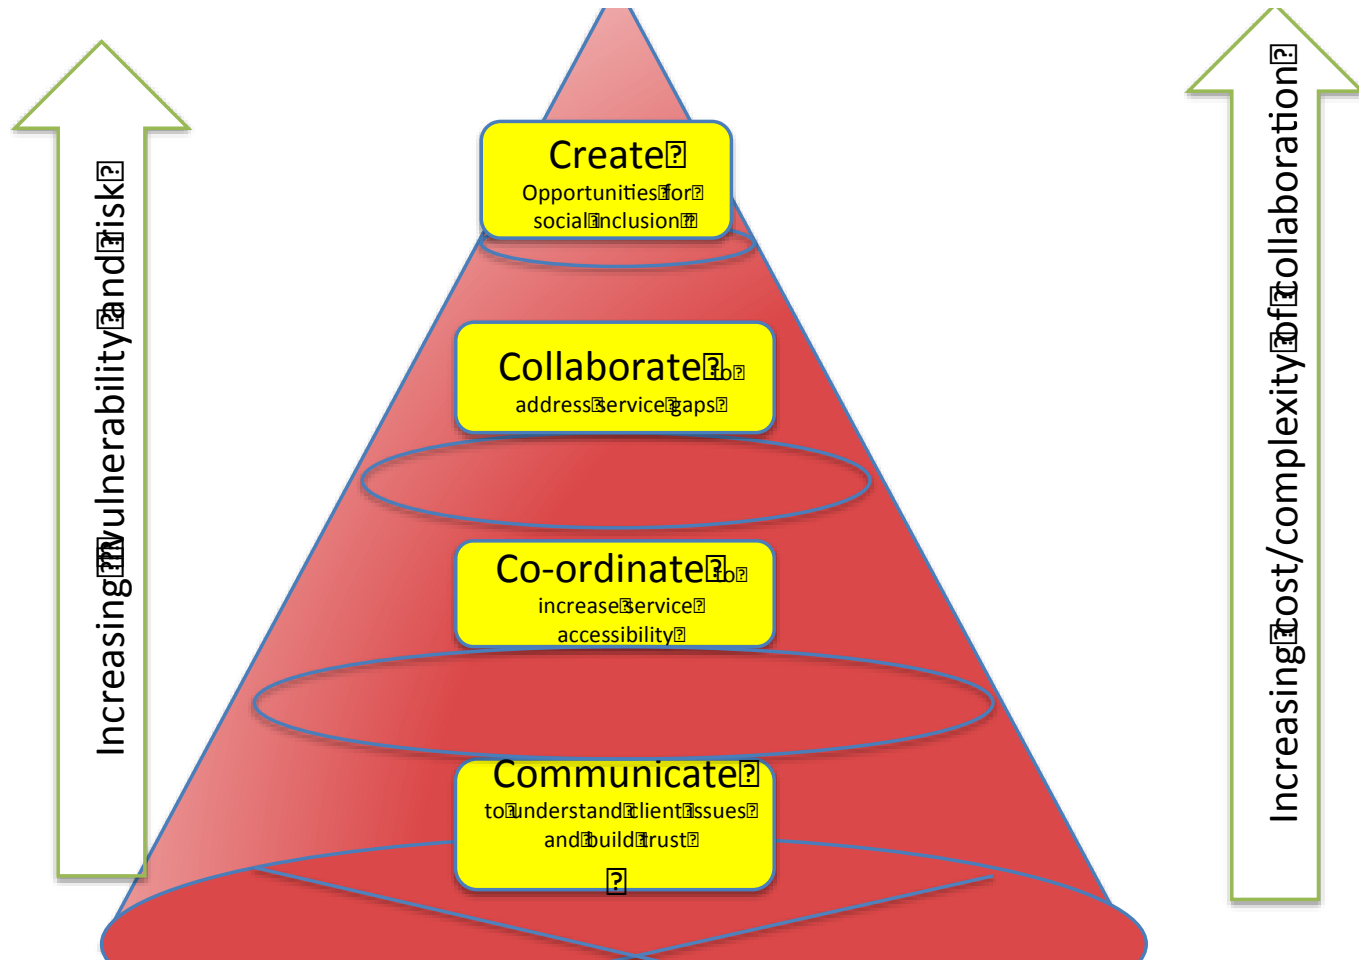 Create
Opportunities for
social inclusion
Collaborate to
address service gaps
Co-ordinate to
increase service
accessibility
Communicate
to understand client issues
and build trust
Increasing vulnerability and risk
Increasing cost/complexity of collaboration